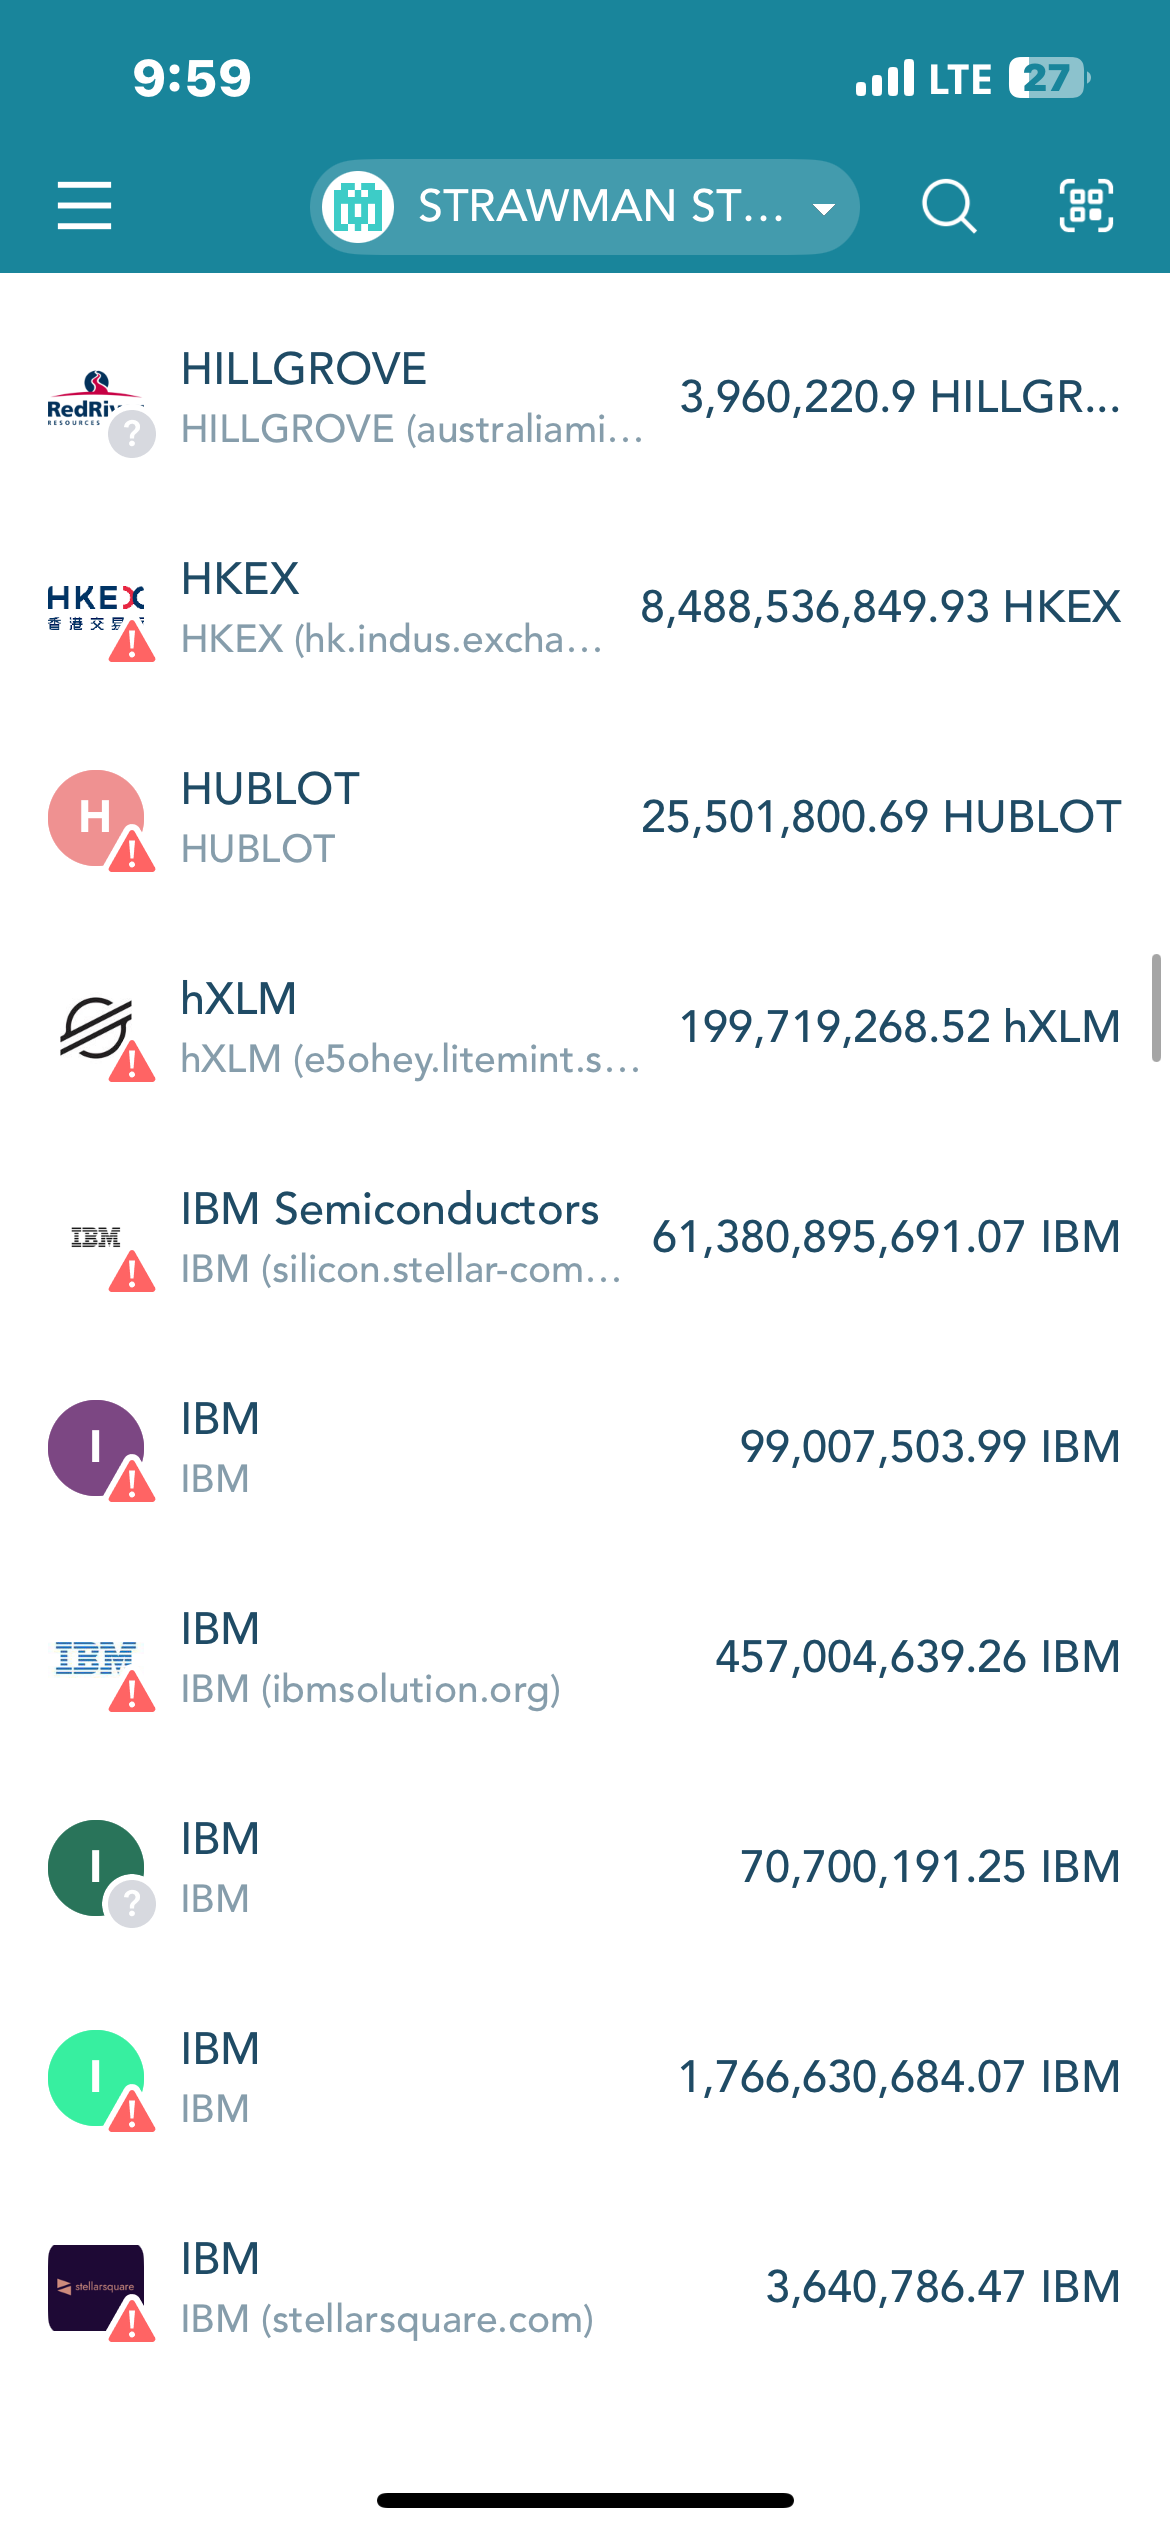 9:59
LTE 27
STRAWMAN ST...
HILLGROVE
RedRiv
RESOURCES
3,960,220.9 HILLGR...
HILLGROVE (australiami...
HKEX
HKEX
香港交易
8,488,536,849.93 HKEX
HKEX (hk.indus.excha...
H
HUBLOT
25,501,800.69 HUBLOT
HUBLOT
hXLM
199,719,268.52 hXLM
hXLM (e5ohey.litemint.s...
IBM
IBM Semiconductors
61,380,895,691.07 IBM
IBM (silicon.stellar-com...
I
IBM
99,007,503.99 IBM
IBM
IBM
IBM
457,004,639.26 IBM
IBM (ibmsolution.org)
I
IBM
70,700,191.25 IBM
IBM
I
IBM
1,766,630,684.07 IBM
IBM
stellarsquare
IBM
3,640,786.47 IBM
IBM (stellarsquare.com)